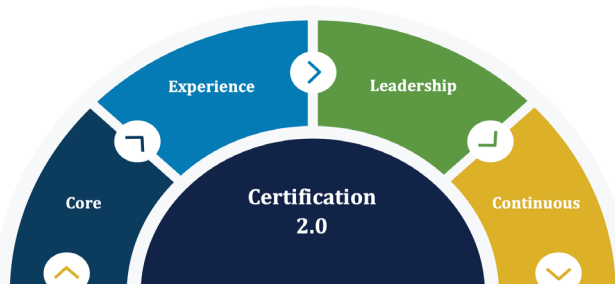 Experience
Leadership
Core
Certification
2.0
Continuous